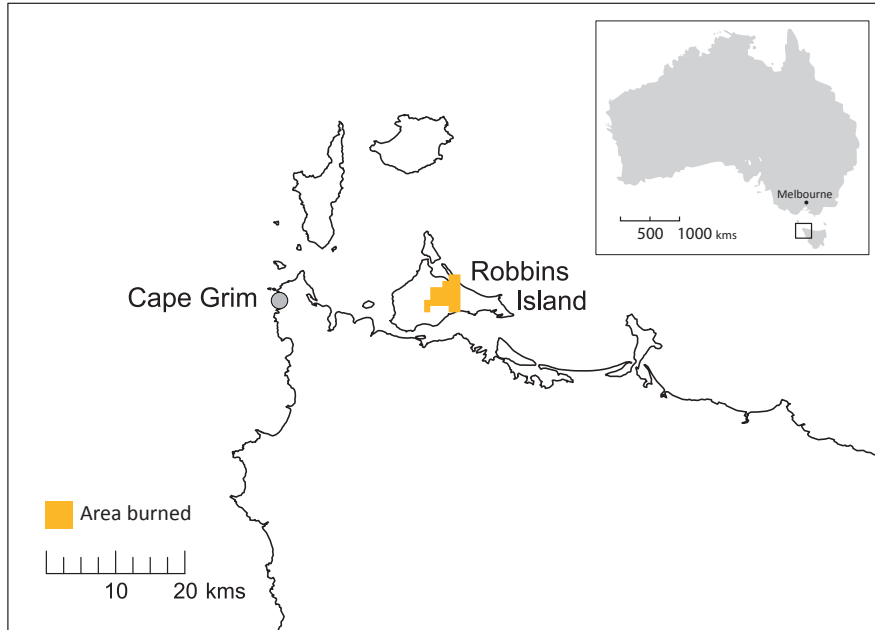 Melbourne
500 1000 kms
Robbins
Island
Cape Grim
Area burned
10 20 kms